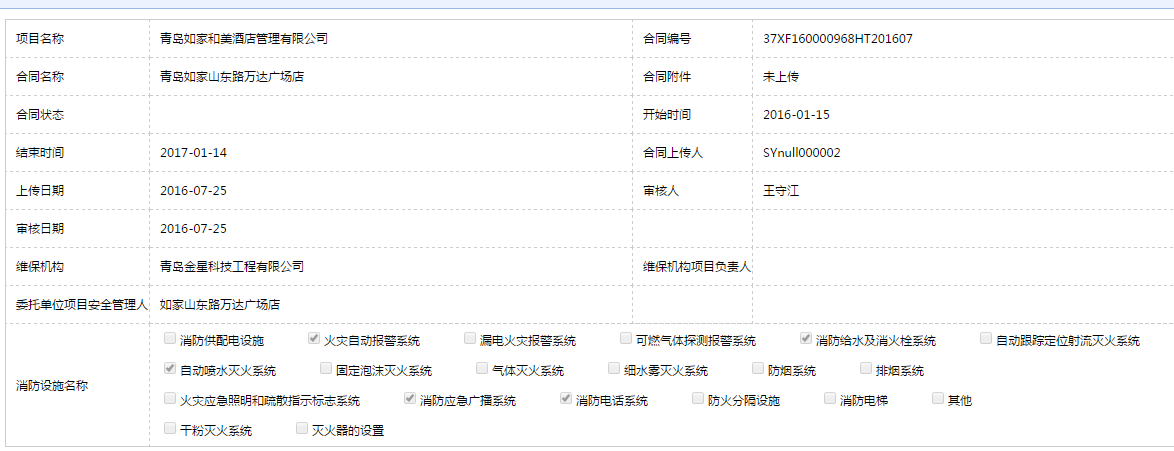 项目名称 青岛如家和美酒店管理有限公司 合同编号 37XF160000968HT201607
合同名称 青岛如家山东路万达广场店 合同附件 未上传
合同状态 开始时间 2016-01-15
结束时间 2017-01-14 合同上传人 SYnull000002
上传日期 2016-07-25 审核人 王守江
审核日期 2016-07-25
维保机构 青岛金星科技工程有限公司 维保机构项目负责人
委托单位项目安全管理人 如家山东路万达广场店
消防设施名称
消防供配电设施 火灾自动报警系统 漏电火灾报警系统 可燃气体探测报警系统 消防给水及消火栓系统 自动跟踪定位射流灭火系统
自动喷水灭火系统 固定泡沫灭火系统 气体灭火系统 细水雾灭火系统 防烟系统 排烟系统
火灾应急照明和疏散指示标志系统 消防应急广播系统 消防电话系统 防火分隔设施 消防电梯 其他
干粉灭火系统 灭火器的设置